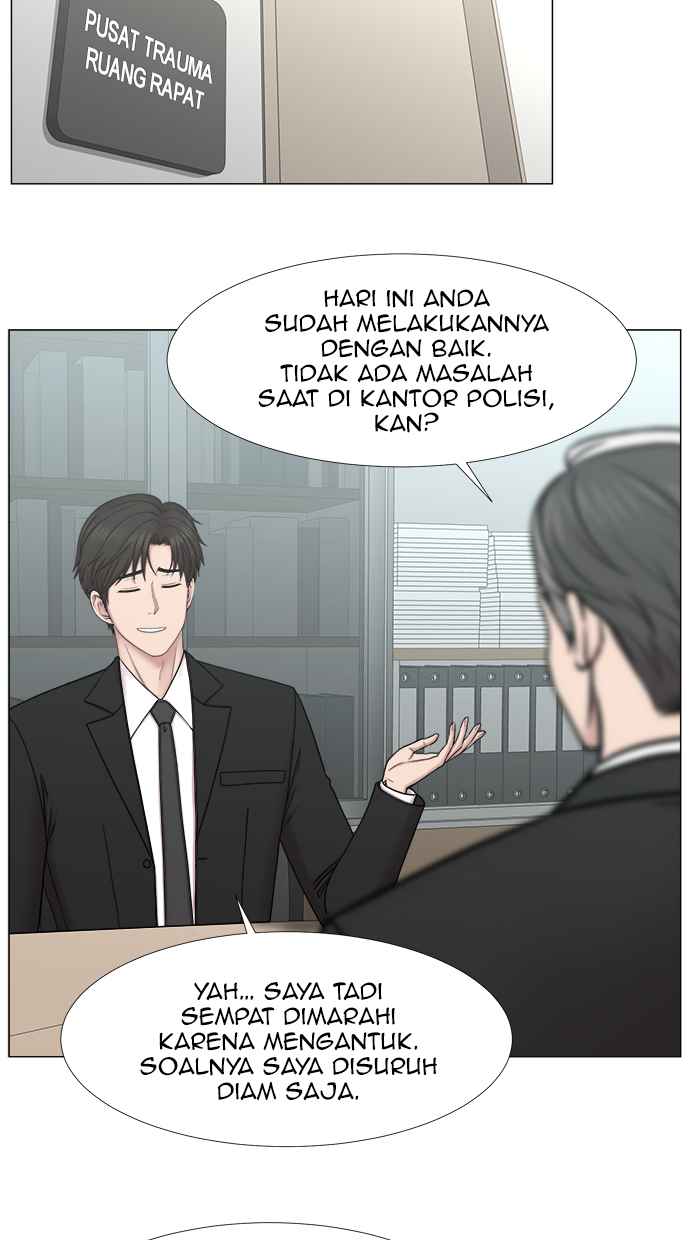 PUSAT TRAUMA
RUANG RAPAT
HARI INI ANDA
SUDAH MELAKUKANNYA
DENGAN BAIK.
TIDAK ADA MASALAH
SAAT DI KANTOR POLISI,
KAN?
YAH... SAYA TADI
SEMPAT DIMARAHI
KARENA MENGANTUK.
SOALNYA SAYA DISURUH
DIAM SAJA.